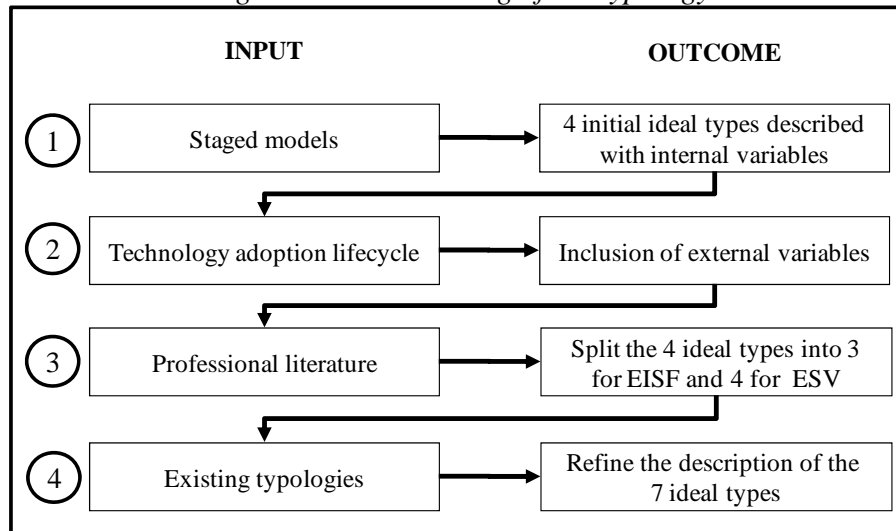 INPUT OUTCOME
1 Staged models 4 initial ideal types described
with internal variables
2 Technology adoption lifecycle Inclusion of external variables
3 Professional literature Split the 4 ideal types into 3
for EISF and 4 for ESV
4 Existing typologies Refine the description of the
7 ideal types